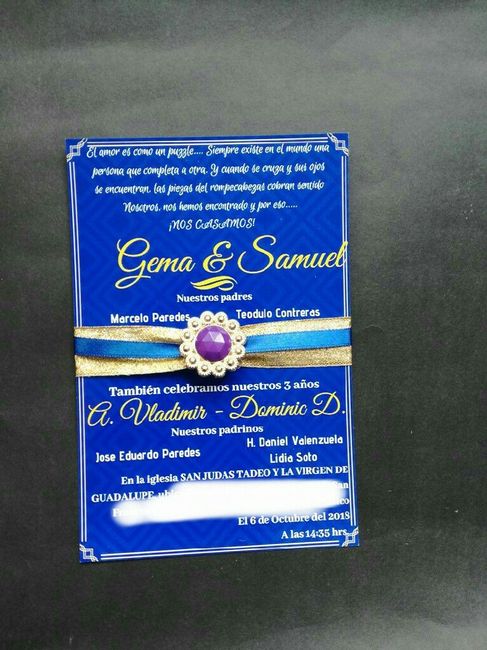 El amor es como un puzzle.... Siempre existe en el mundo una
persona que completa a otra. Y cuando se cruza y sus ojos
se encuentran, las piezas del rompecabezas cobran sentido
Nosotros, nos hemos encontrado y por eso.....
¡NOS CASAMOS!
Gema & Samuel
Nuestros padres
Marcelo Paredes Teodulo Contreras
También celebramos nuestros 3 años
A. Vladimir - Dominic D.
Nuestros padrinos
Jose Eduardo Paredes
H. Daniel Valenzuela
Lidia Soto
En la iglesia SAN JUDAS TADEO Y LA VIRGEN DE
GUADALUPE
El 6 de Octubre del 2018
A las 14:35 hrs